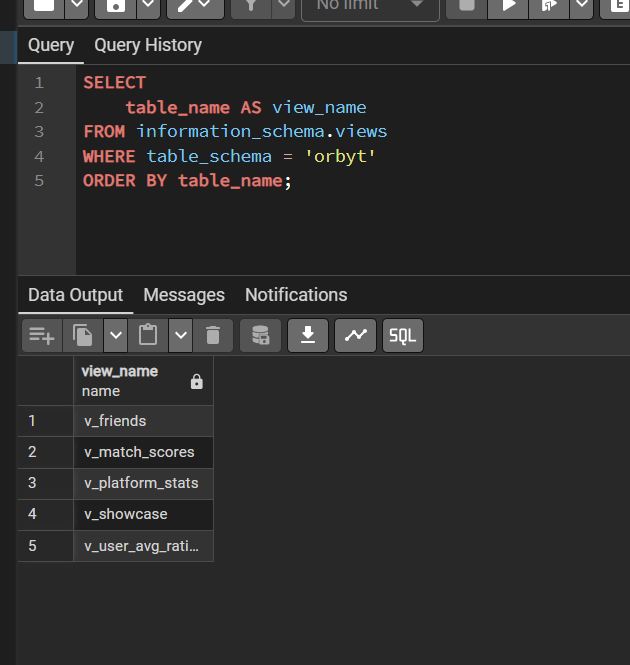 No limit
E
Query Query History
1 SELECT
2 table_name AS view_name
3 FROM information_schema.views
4 WHERE table_schema = 'orbyt'
5 ORDER BY table_name;
Data Output Messages Notifications
SQL
view_name
name
1 v_friends
2 v_match_scores
3 v_platform_stats
4 v_showcase
5 v_user_avg_rati...